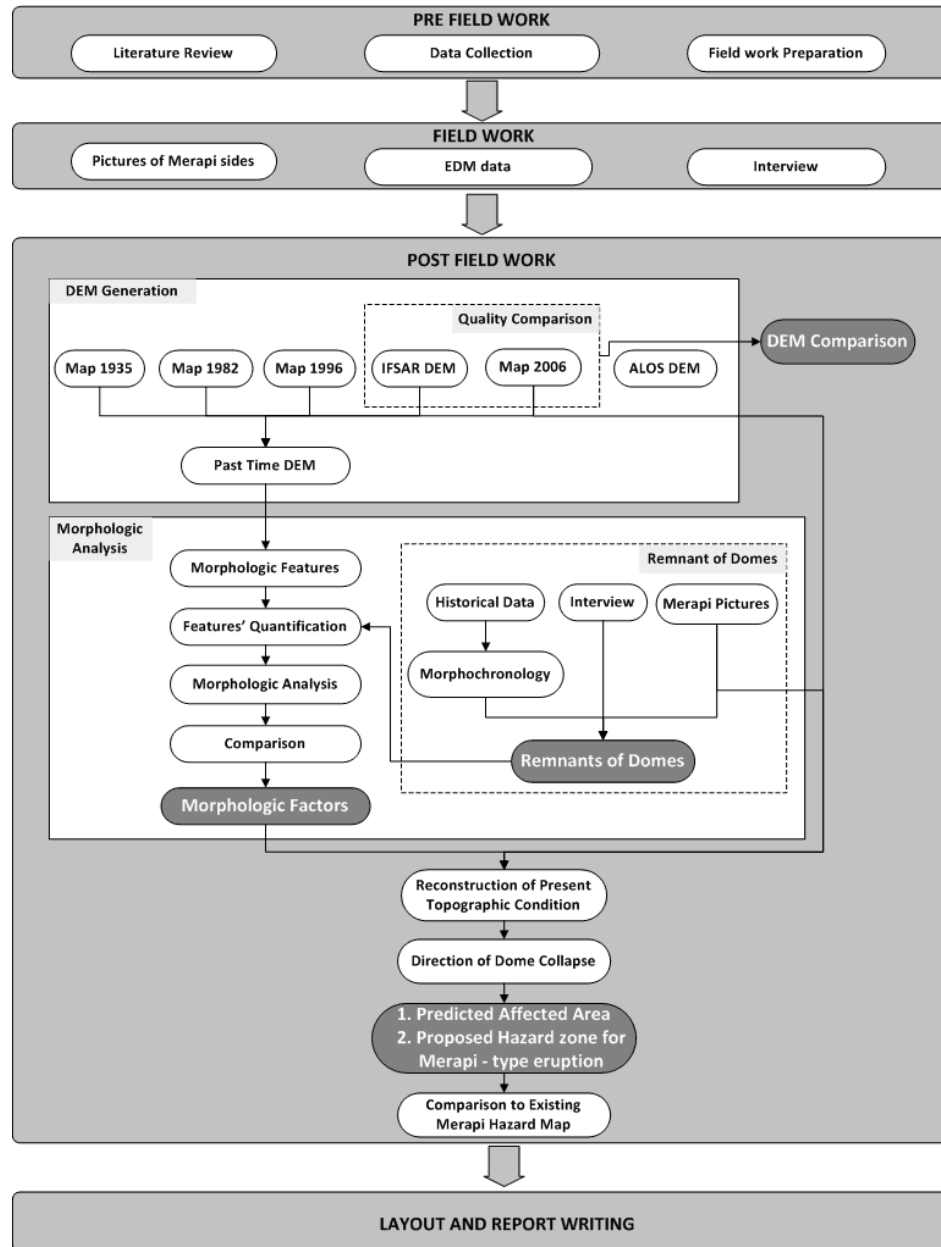 PRE FIELD WORK
Literature Review
Data Collection
Field work Preparation
FIELD WORK
Pictures of Merapi sides
EDM data
Interview
POST FIELD WORK
DEM Generation
Quality Comparison
DEM Comparison
Map 1935
Map 1982
Map 1996
IFSAR DEM
Map 2006
ALOS DEM
Past Time DEM
Morphologic
Analysis
Remnant of Domes
Morphologic Features
Historical Data
Interview
Merapi Pictures
Features’ Quantification
Morphologic Analysis
Morphochronology
Comparison
Remnants of Domes
Morphologic Factors
Reconstruction of Present
Topographic Condition
Direction of Dome Collapse
1. Predicted Affected Area
2. Proposed Hazard zone for
Merapi - type eruption
Comparison to Existing
Merapi Hazard Map
LAYOUT AND REPORT WRITING